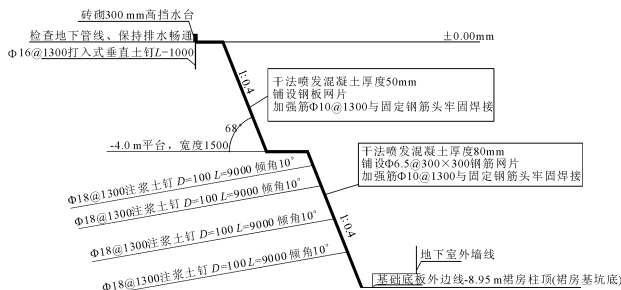 砖砌300 mm高挡水台
检查地下管线、保持排水畅通
Φ16@1300打入式垂直土钉L=1000
±0.00mm
1:0.4
干法喷发混凝土厚度50mm
铺设钢板网片
加强筋Φ10@1300与固定钢筋头牢固焊接
68°
-4.0 m平台，宽度1500
干法喷发混凝土厚度80mm
铺设Φ6.5@300×300钢筋网片
加强筋Φ10@1300与固定钢筋头牢固焊接
Φ18@1300注浆土钉 D=100 L=9000 倾角10°
Φ18@1300注浆土钉 D=100 L=9000 倾角10°
1:0.4
Φ18@1300注浆土钉 D=100 L=9000 倾角10°
Φ18@1300注浆土钉 D=100 L=9000 倾角10°
地下室外墙线
基础底板外边线-8.95 m裙房柱顶(裙房基坑底)